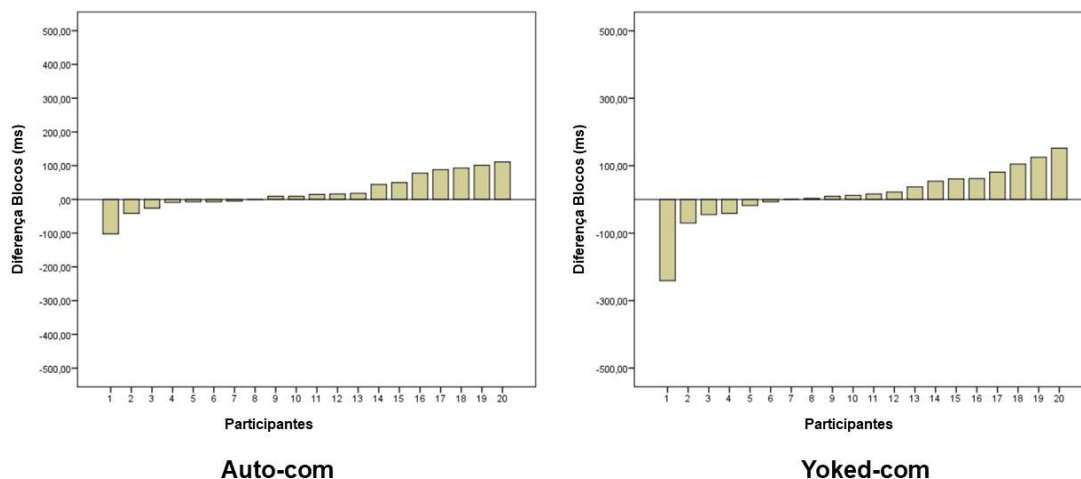 500,00
400,00
300,00
200,00
100,00
,00
-100,00
-200,00
-300,00
-400,00
-500,00
Diferença Blocos (ms)
1 2 3 4 5 6 7 8 9 10 11 12 13 14 15 16 17 18 19 20
Participantes
Auto-com
500,00
300,00
100,00
-100,00
-300,00
-500,00
Diferença Blocos (ms)
1 2 3 4 5 6 7 8 9 10 11 12 13 14 15 16 17 18 19 20
Participantes
Yoked-com